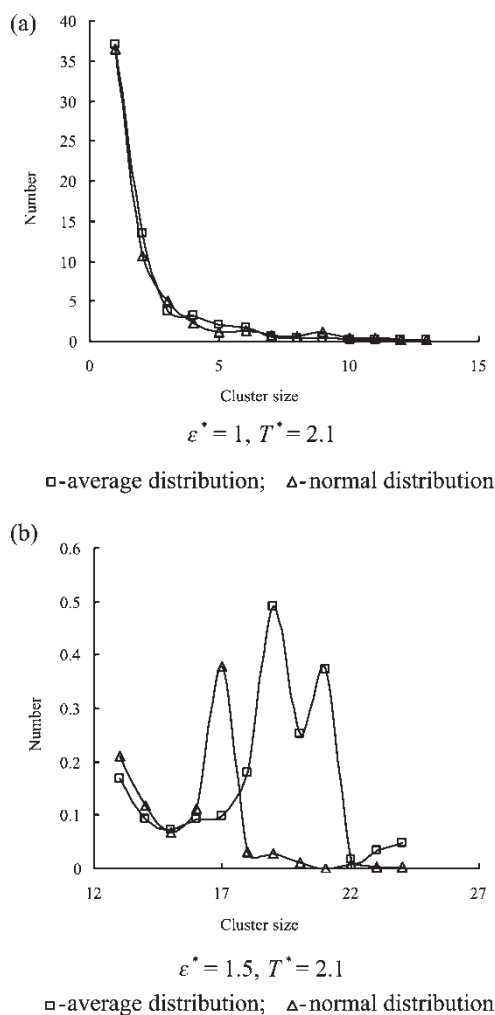 (a)
40
35
30
25
20
15
10
5
0
Number
0 5 10 15
Cluster size
ε* = 1, T* = 2.1
□-average distribution; △-normal distribution
(b)
0.6
0.5
0.4
0.3
0.2
0.1
0
Number
12 17 22 27
Cluster size
ε* = 1.5, T* = 2.1
□-average distribution; △-normal distribution